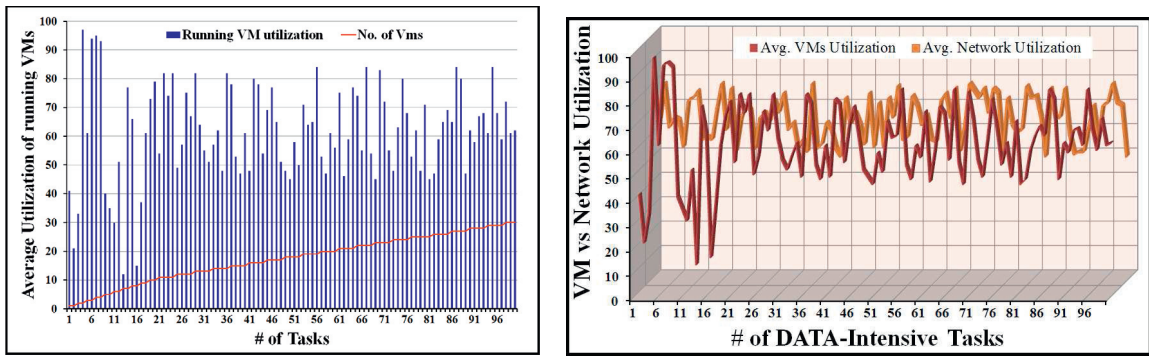 Running VM utilization
No. of Vms
Average Utilization of running VMs
100
90
80
70
60
50
40
30
20
10
0
1 6 11 16 21 26 31 36 41 46 51 56 61 66 71 76 81 86 91 96
# of Tasks
Avg. VMs Utilization
Avg. Network Utilization
VM vs Network Utilization
100
90
80
70
60
50
40
30
20
10
0
1 6 11 16 21 26 31 36 41 46 51 56 61 66 71 76 81 86 91 96
# of DATA-Intensive Tasks